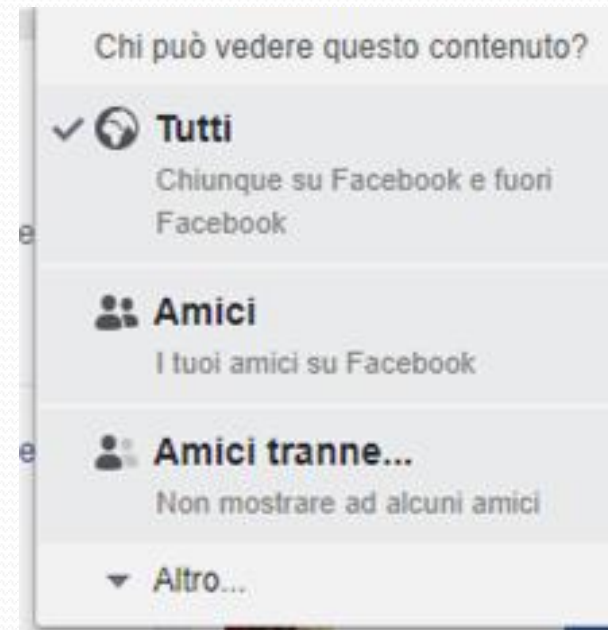 Chi può vedere questo contenuto?
Tutti
Chiunque su Facebook e fuori
Facebook
Amici
I tuoi amici su Facebook
Amici tranne...
Non mostrare ad alcuni amici
Altro...